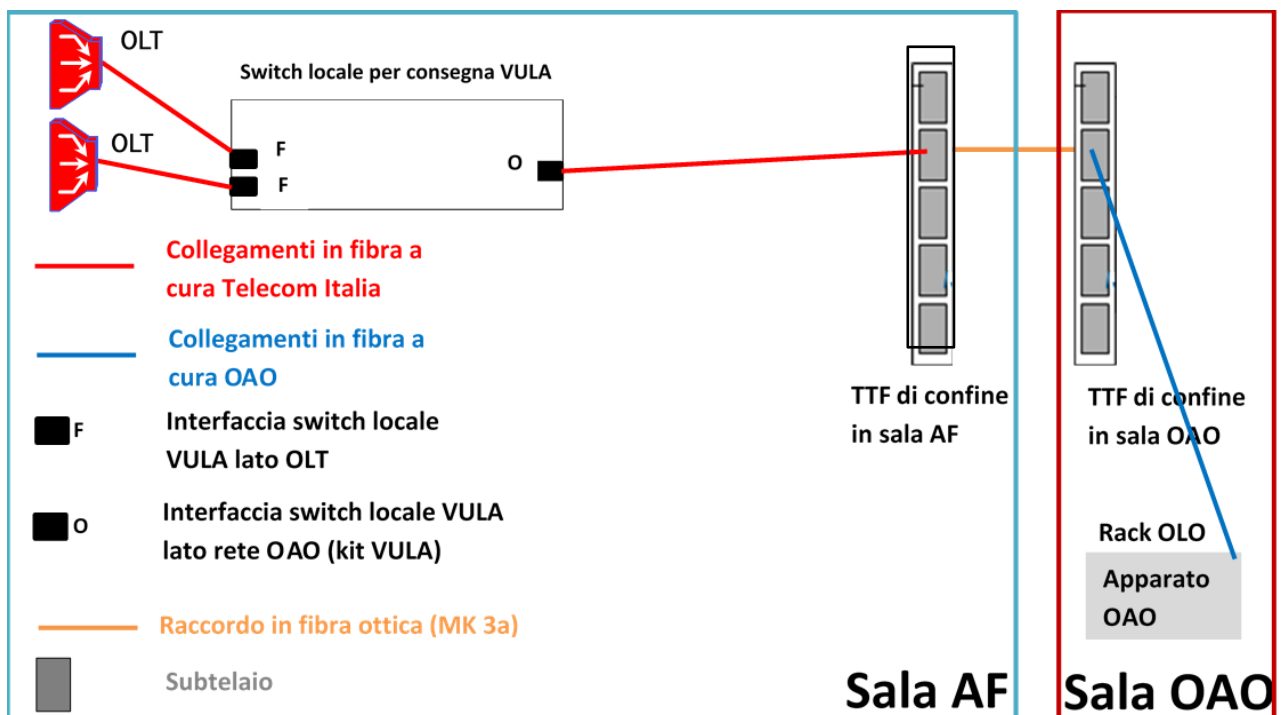 OLT
Switch locale per consegna VULA
OLT
F
F
O
Collegamenti in fibra a
cura Telecom Italia
Collegamenti in fibra a
cura OAO
F
Interfaccia switch locale
VULA lato OLT
O
Interfaccia switch locale VULA
lato rete OAO (kit VULA)
Raccordo in fibra ottica (MK 3a)
Subtelaio
TTF di confine
in sala AF
Sala AF
TTF di confine
in sala OAO
Rack OLO
Apparato
OAO
Sala OAO